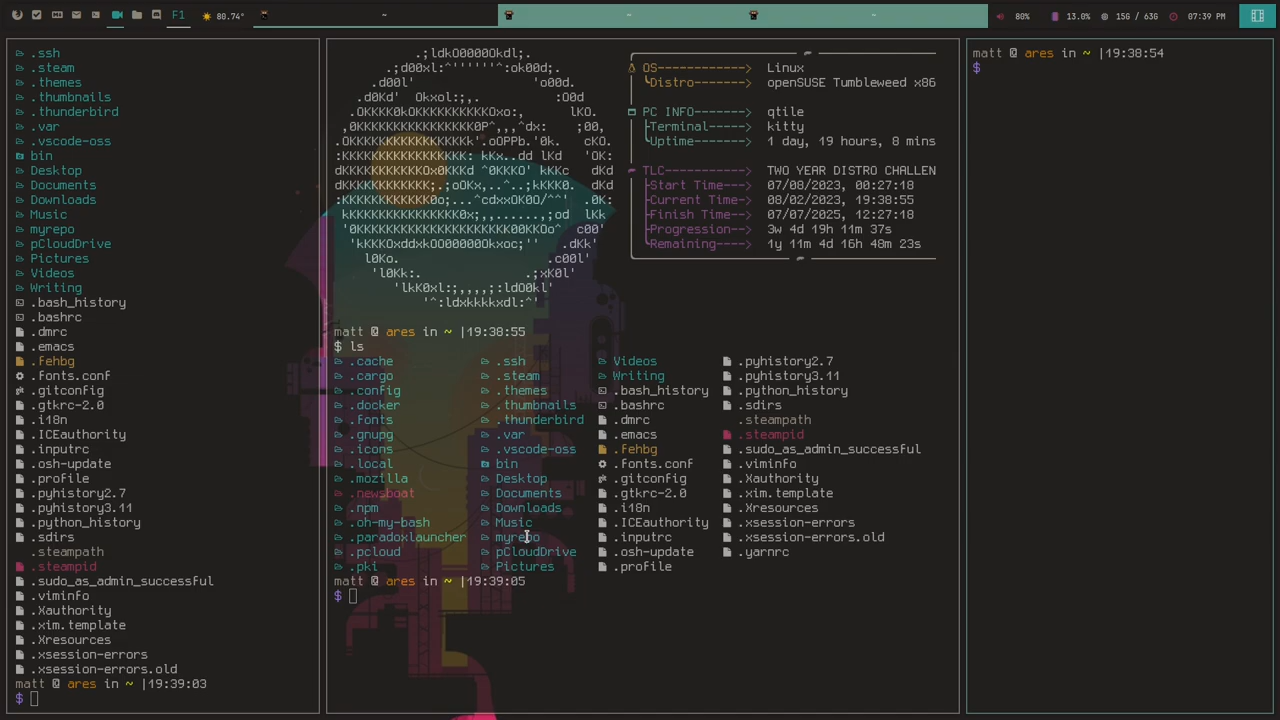 F1 80.74° ~ ~ ~ 80% 13.0% 15G / 63G 07:39 PM
.ssh
.steam
.themes
.thumbnails
.thunderbird
.var
.vscode-oss
bin
Desktop
Documents
Downloads
Music
myrepo
pCloudDrive
Pictures
Videos
Writing
.bash_history
.bashrc
.dmrc
.emacs
.Fehbg
.fonts.conf
.gitconfig
.gtkrc-2.0
.i18n
.ICEauthority
.inputrc
.osh-update
.profile
.pyhistory2.7
.pyhistory3.11
.python_history
.sdirs
.steampath
.steampid
.sudo_as_admin_successful
.viminfo
.Xauthority
.xim.template
.Xresources
.xsession-errors
.xsession-errors.old
matt @ ares in ~ |19:39:03
$
OS------------> Linux
Distro-------> openSUSE Tumbleweed x86
PC INFO-------> qtile
Terminal-----> kitty
Uptime-------> 1 day, 19 hours, 8 mins
TLC-----------> TWO YEAR DISTRO CHALLEN
Start Time---> 07/08/2023, 00:27:18
Current Time-> 08/02/2023, 19:38:55
Finish Time--> 07/07/2025, 12:27:18
Progression--> 3w 4d 19h 11m 37s
Remaining----> 1y 11m 4d 16h 48m 23s
matt @ ares in ~ |19:38:55
$ ls
.cache .ssh Videos .pyhistory2.7
.cargo .steam Writing .pyhistory3.11
.config .themes .bash_history .python_history
.docker .thumbnails .bashrc .sdirs
.fonts .thunderbird .dmrc .steampath
.gnupg .var .emacs .steampid
.icons .vscode-oss .Fehbg .sudo_as_admin_successful
.local bin .fonts.conf .viminfo
.mozilla Desktop .gitconfig .Xauthority
.newsboat Documents .gtkrc-2.0 .xim.template
.npm Downloads .i18n .Xresources
.oh-my-bash Music .ICEauthority .xsession-errors
.paradoxlauncher myrepo .inputrc .xsession-errors.old
.pcloud pCloudDrive .osh-update .yarnrc
.pki Pictures .profile
matt @ ares in ~ |19:39:05
$
matt @ ares in ~ |19:38:54
$